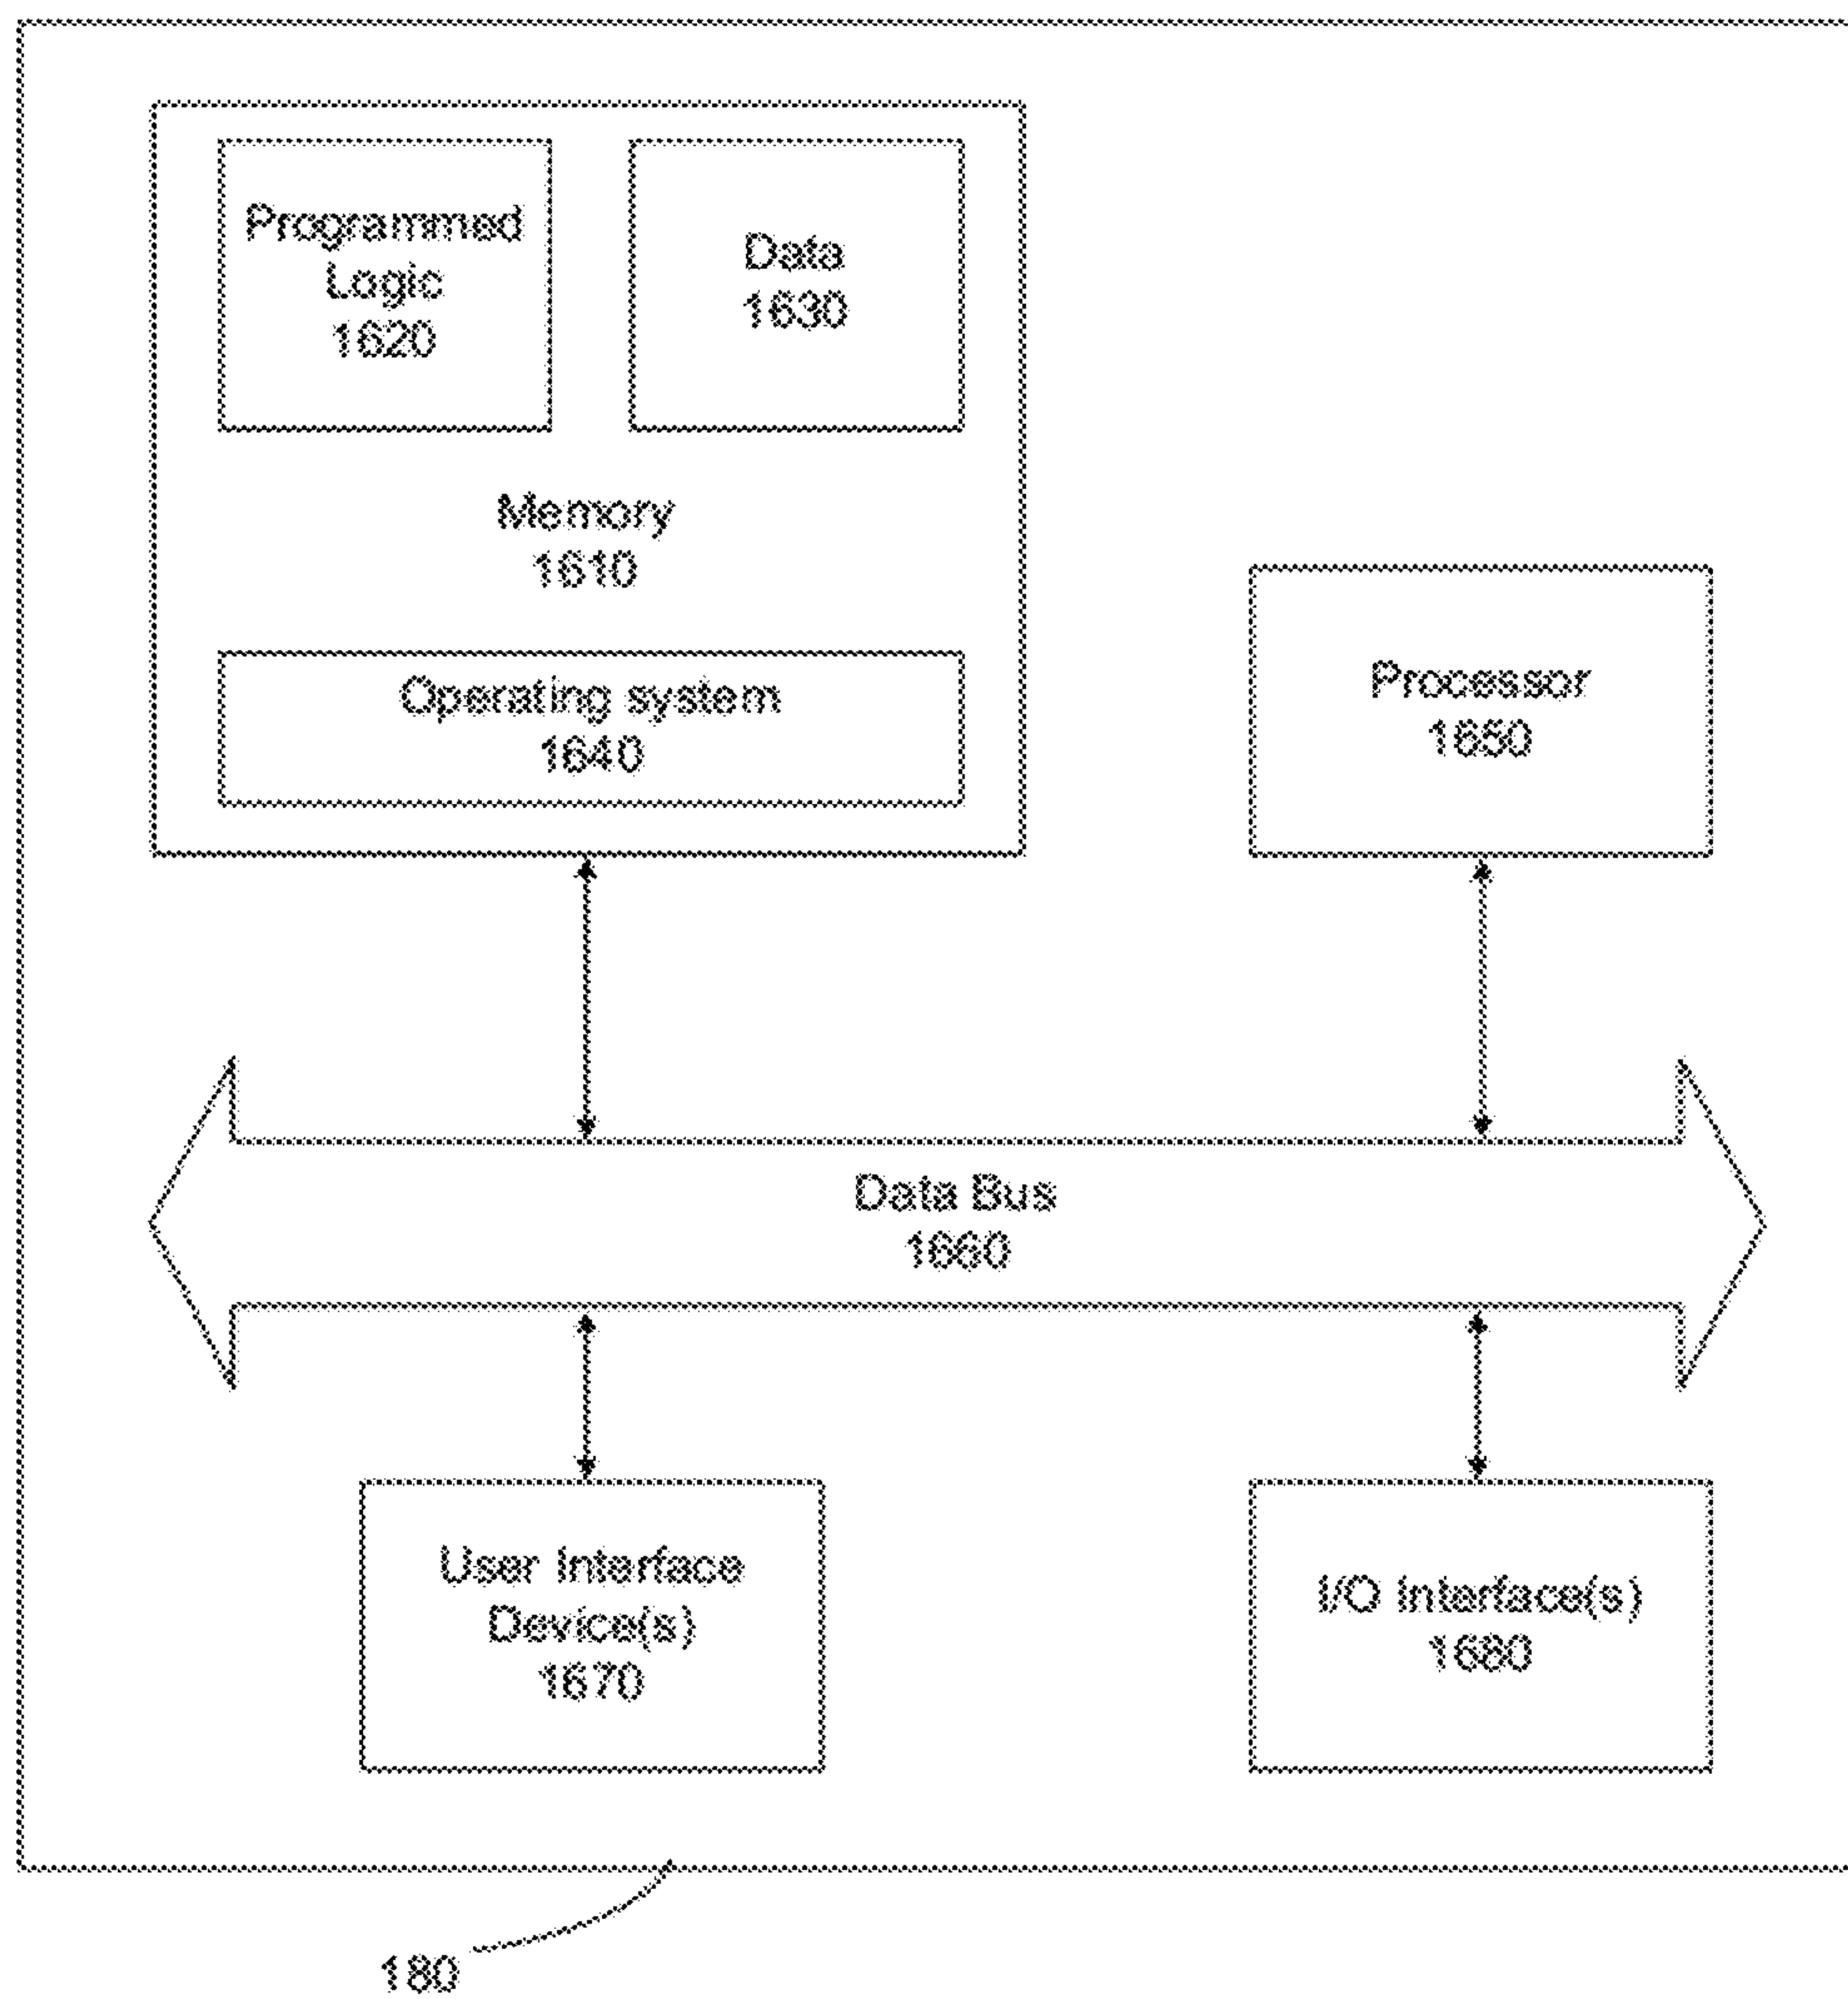 Programmed
Logic
1620
Data
1630
Memory
1610
Operating system
1640
Processor
1650
Data Bus
1660
User Interface
Device(s)
1670
I/O Interface(s)
1680
180